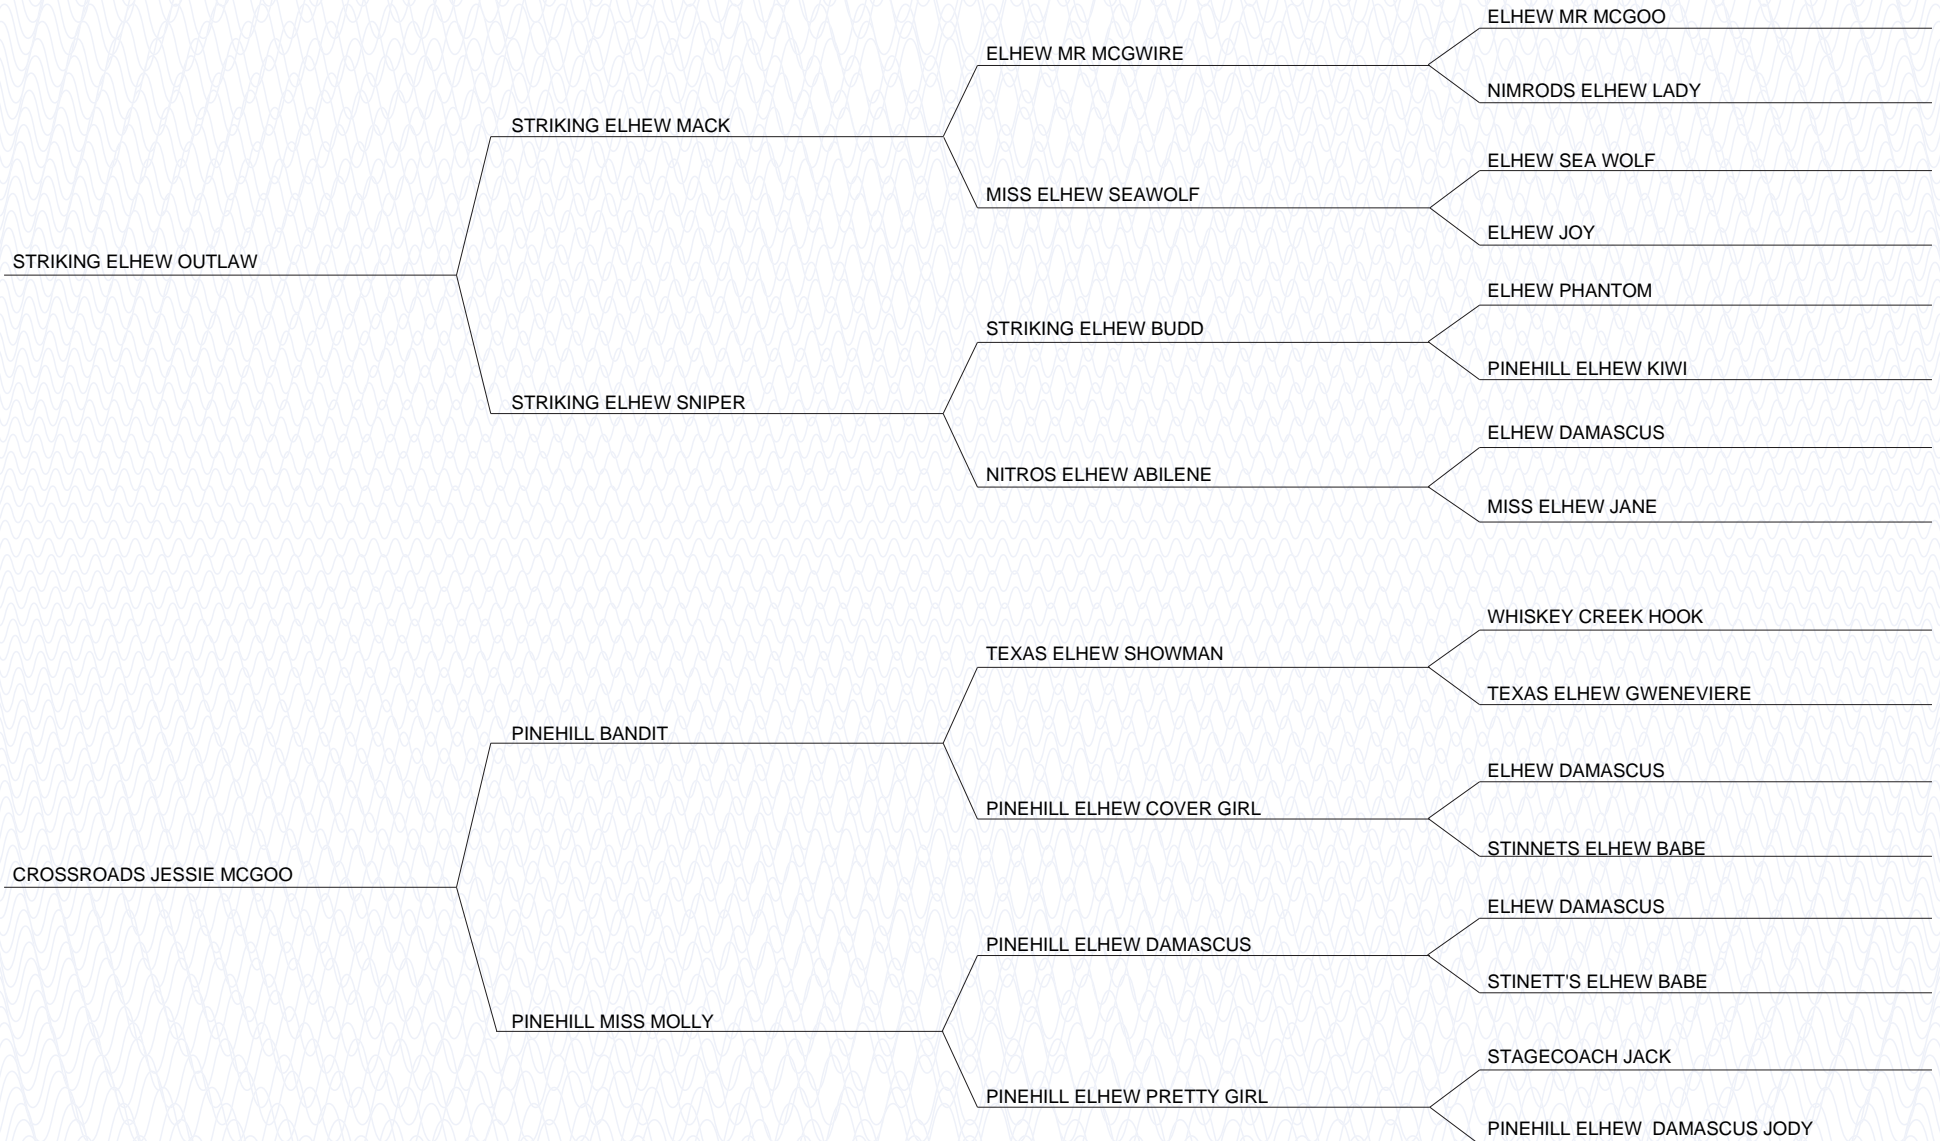 ELHEW MR MCGOO
ELHEW MR MCGWIRE
NIMRODS ELHEW LADY
STRIKING ELHEW MACK
ELHEW SEA WOLF
MISS ELHEW SEAWOLF
ELHEW JOY
STRIKING ELHEW OUTLAW
ELHEW PHANTOM
STRIKING ELHEW BUDD
PINEHILL ELHEW KIWI
STRIKING ELHEW SNIPER
ELHEW DAMASCUS
NITROS ELHEW ABILENE
MISS ELHEW JANE
WHISKEY CREEK HOOK
TEXAS ELHEW SHOWMAN
TEXAS ELHEW GWENEVIERE
PINEHILL BANDIT
ELHEW DAMASCUS
PINEHILL ELHEW COVER GIRL
STINNETS ELHEW BABE
CROSSROADS JESSIE MCGOO
ELHEW DAMASCUS
PINEHILL ELHEW DAMASCUS
STINETT'S ELHEW BABE
PINEHILL MISS MOLLY
STAGECOACH JACK
PINEHILL ELHEW PRETTY GIRL
PINEHILL ELHEW  DAMASCUS JODY